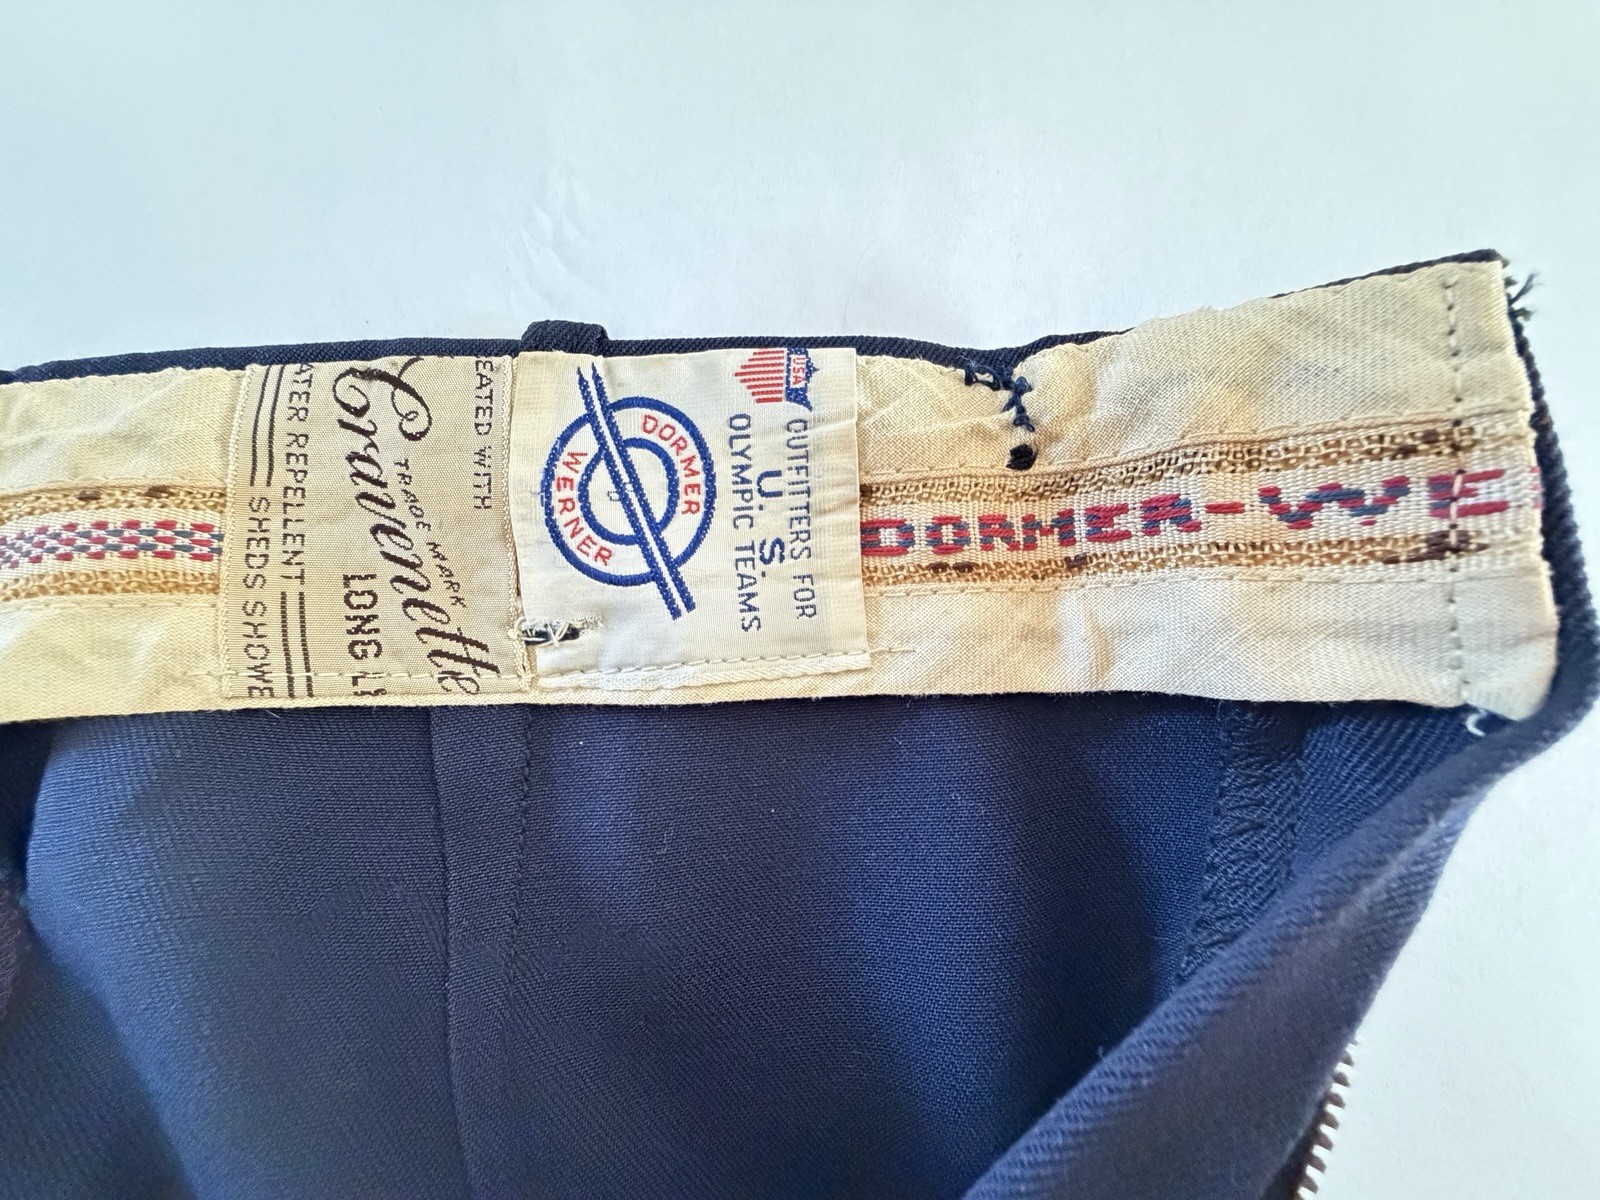 EATED WITH
Cravenette
TRADE MARK
LONG
ATER REPELLENT
SHEDS SHOWE
USA
OUTFITTERS FOR
U.S.
OLYMPIC TEAMS
DORMER
WERNER
DORMER-WE